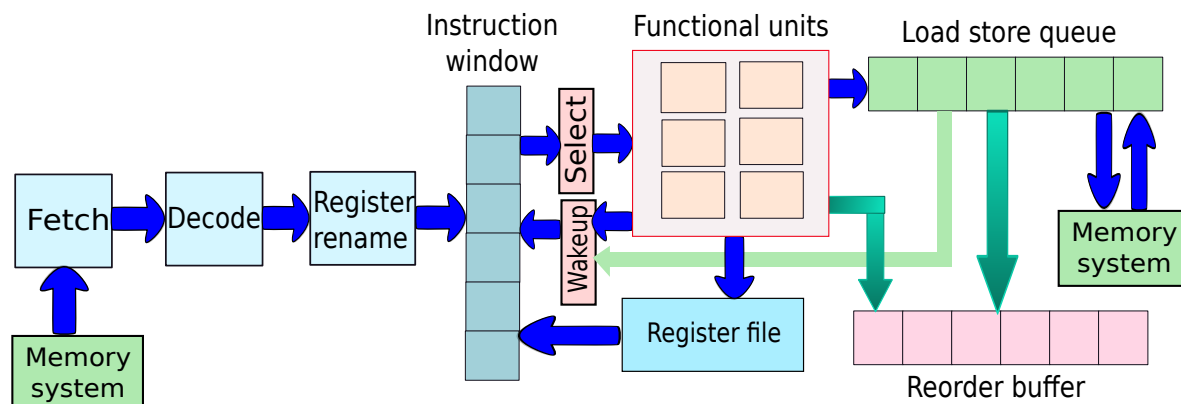 Instruction
window
Functional units
Load store queue
Select
Fetch
Decode
Register
rename
Wakeup
Memory
system
Register file
Memory
system
Reorder buffer